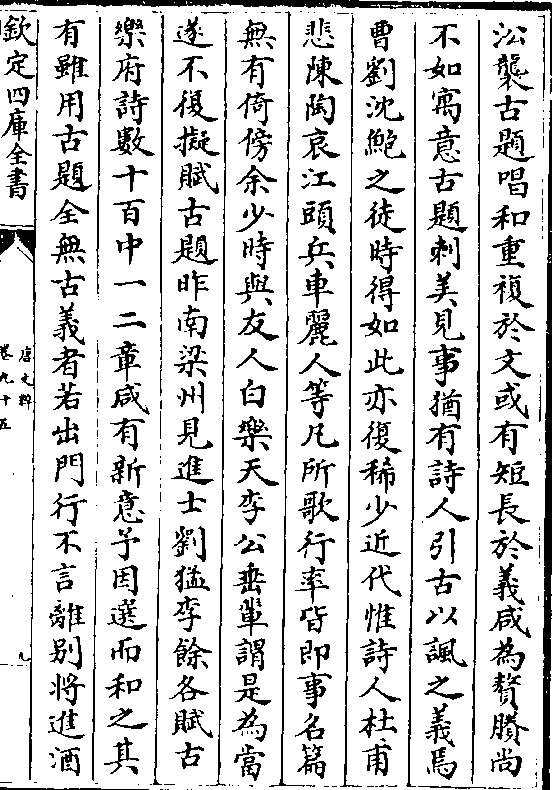 㳂襲古題唱和重複於文或有短長於義咸為贅賸尚
不如寓意古題刺美見事猶有詩人引古以諷之義焉
曹劉沈鮑之徒時得如此亦復稀少近代惟詩人杜甫
悲陳陶哀江頭兵車麗人等凡所歌行率皆即事名篇
無有倚傍余少時與友人白樂天李公垂輩謂是為當
遂不復擬賦古題昨南梁州見進士劉猛李餘各賦古
樂府詩數十百中一二章咸有新意予因選而和之其
有雖用古題全無古義者若出門行不言離別將進酒
欽定四庫全書
唐文粹
卷九十五
九